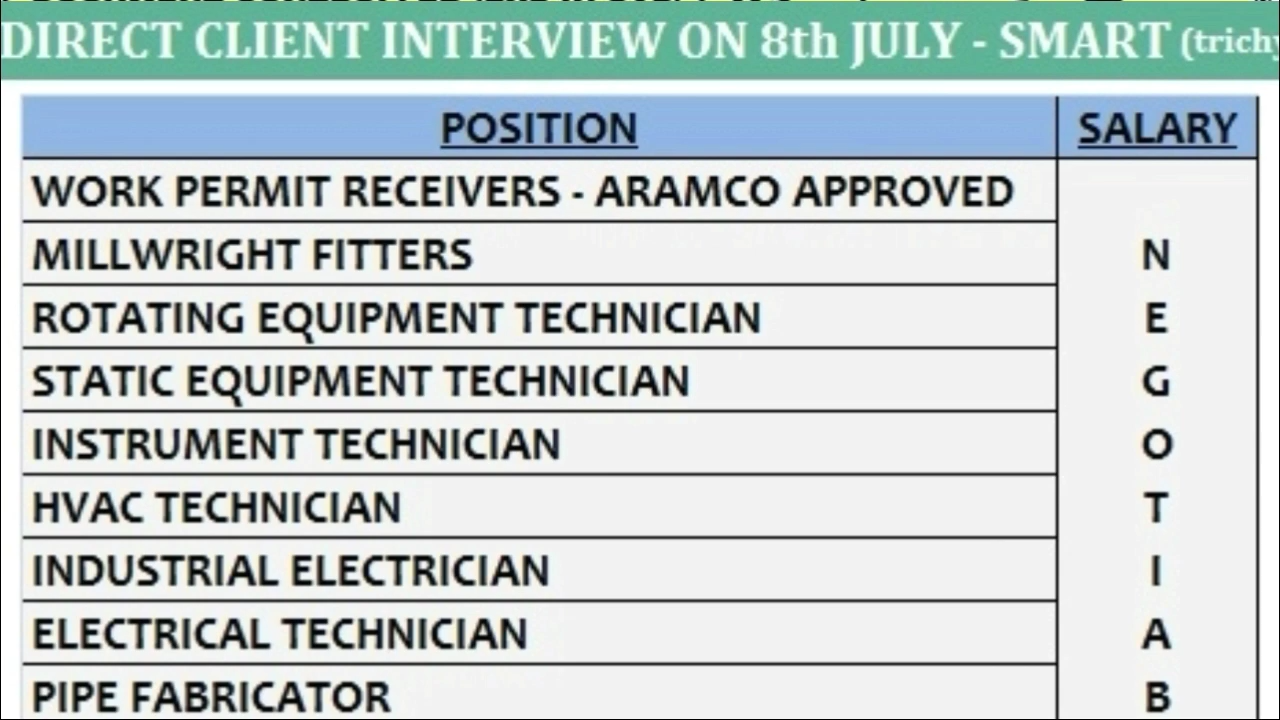 DIRECT CLIENT INTERVIEW ON 8th JULY - SMART (trichy
POSITION SALARY
WORK PERMIT RECEIVERS - ARAMCO APPROVED
MILLWRIGHT FITTERS N
ROTATING EQUIPMENT TECHNICIAN E
STATIC EQUIPMENT TECHNICIAN G
INSTRUMENT TECHNICIAN O
HVAC TECHNICIAN T
INDUSTRIAL ELECTRICIAN I
ELECTRICAL TECHNICIAN A
PIPE FABRICATOR B